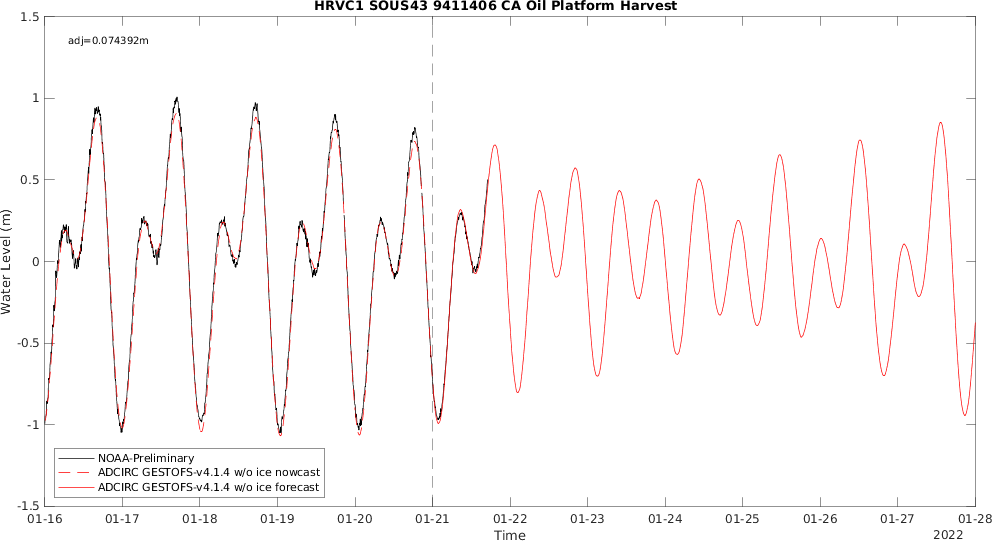 HRVC1 SOUS43 9411406 CA Oil Platform Harvest
adj=0.074392m
1.5
1
0.5
0
-0.5
-1
-1.5
Water Level (m)
NOAA-Preliminary
ADCIRC GESTOFS-v4.1.4 w/o ice nowcast
ADCIRC GESTOFS-v4.1.4 w/o ice forecast
01-16 01-17 01-18 01-19 01-20 01-21 01-22 01-23 01-24 01-25 01-26 01-27 01-28
Time
2022